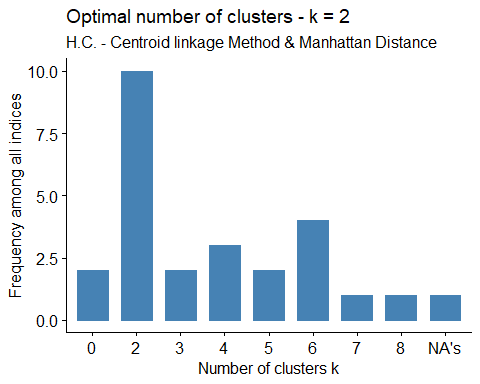 Optimal number of clusters - k = 2
H.C. - Centroid linkage Method & Manhattan Distance
Frequency among all indices
10.0
7.5
5.0
2.5
0.0
0 2 3 4 5 6 7 8 NA's
Number of clusters k